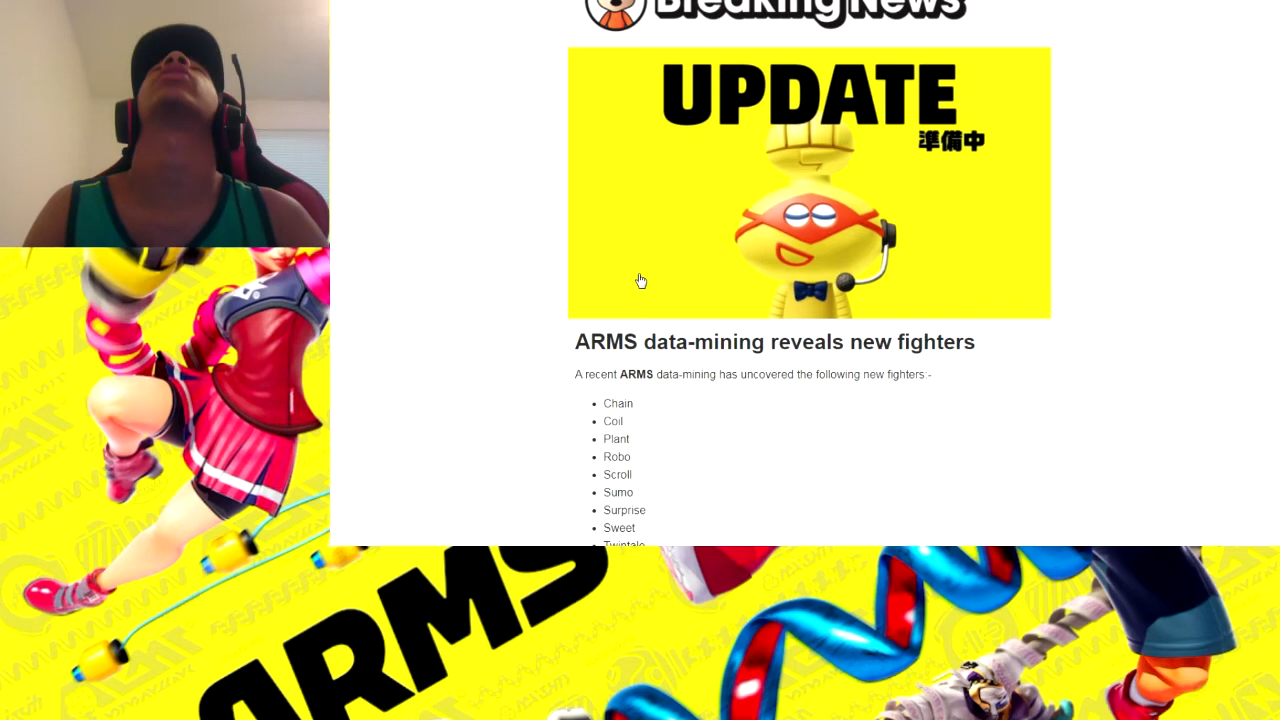 Breaking News
UPDATE
準備中
ARMS data-mining reveals new fighters
A recent ARMS data-mining has uncovered the following new fighters:-
Chain
Coil
Plant
Robo
Scroll
Sumo
Surprise
Sweet
Twintale
ARMS